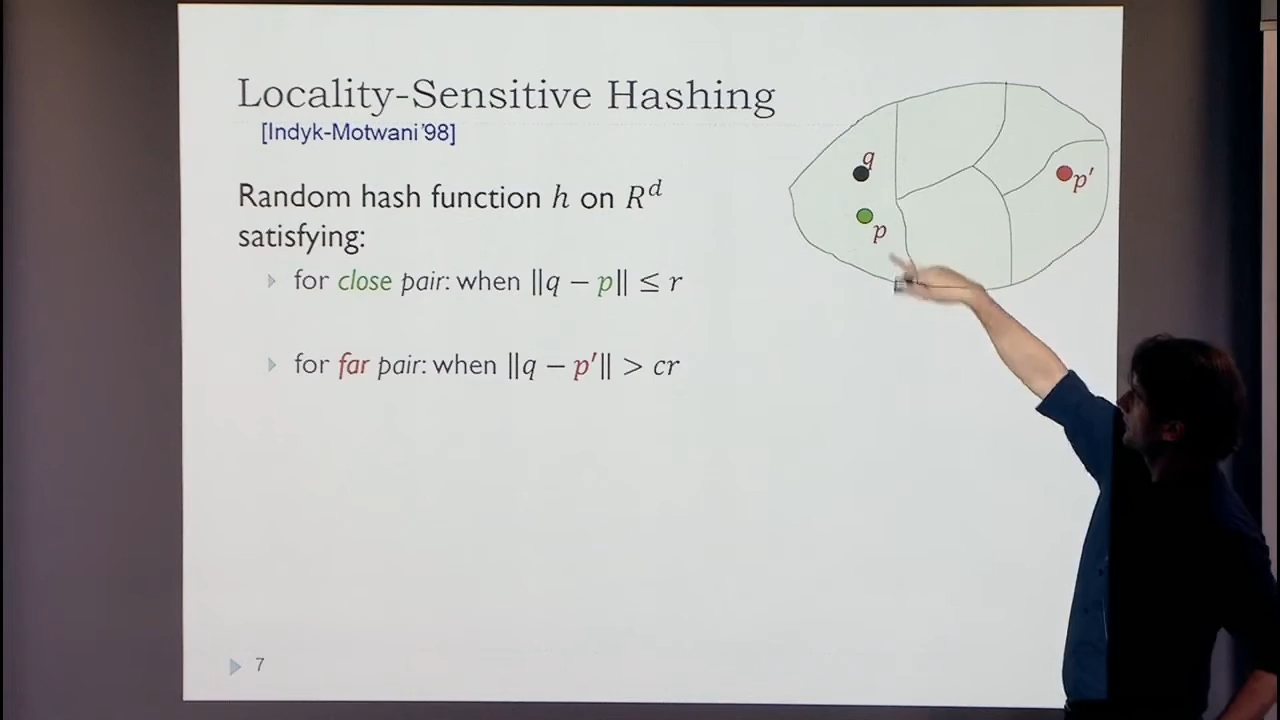 Locality-Sensitive Hashing
[Indyk-Motwani'98]
Random hash function h on R^d
satisfying:
for close pair: when ||q − p|| ≤ r
for far pair: when ||q − p′|| > cr
q
p
p′
7